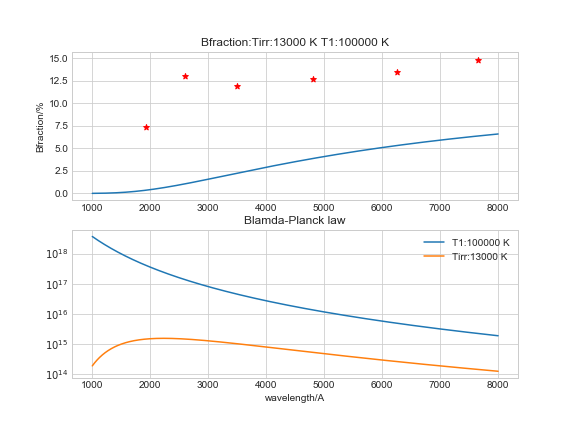 Bfraction:Tirr:13000 K T1:100000 K
Bfraction/%
15.0
12.5
10.0
7.5
5.0
2.5
0.0
1000 2000 3000 4000 5000 6000 7000 8000
Blamda-Planck law
T1:100000 K
Tirr:13000 K
10^18
10^17
10^16
10^15
10^14
1000 2000 3000 4000 5000 6000 7000 8000
wavelength/A